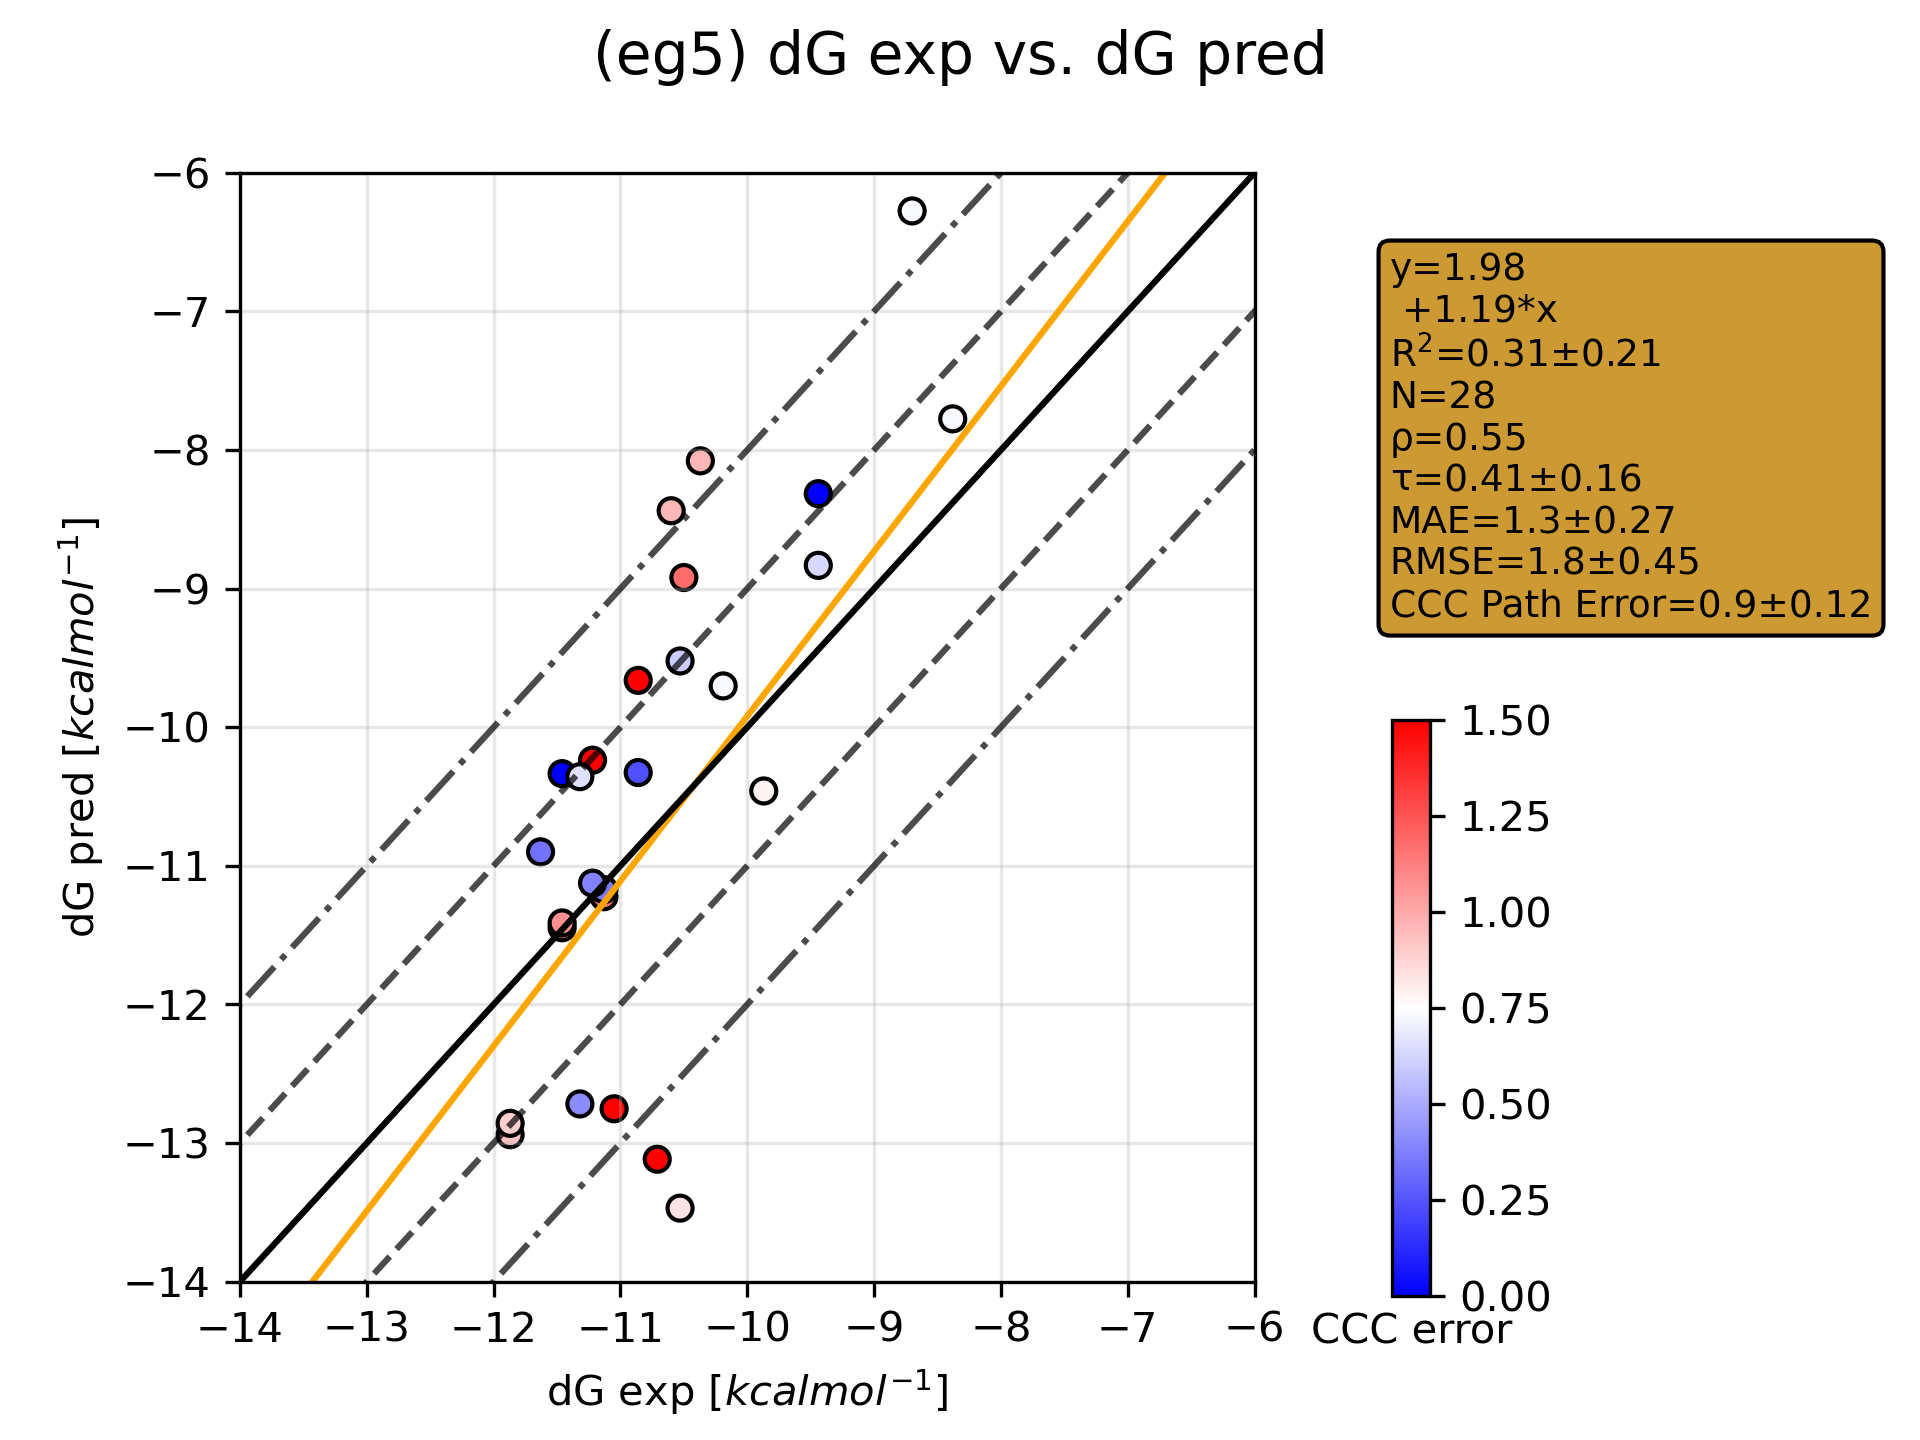 (eg5) dG exp vs. dG pred
−6
−7
−8
−9
−10
−11
−12
−13
−14
dG pred [kcalmol⁻¹]
−14 −13 −12 −11 −10 −9 −8 −7 −6
dG exp [kcalmol⁻¹]
y=1.98
+1.19*x
R²=0.31±0.21
N=28
ρ=0.55
τ=0.41±0.16
MAE=1.3±0.27
RMSE=1.8±0.45
CCC Path Error=0.9±0.12
1.50
1.25
1.00
0.75
0.50
0.25
0.00
CCC error